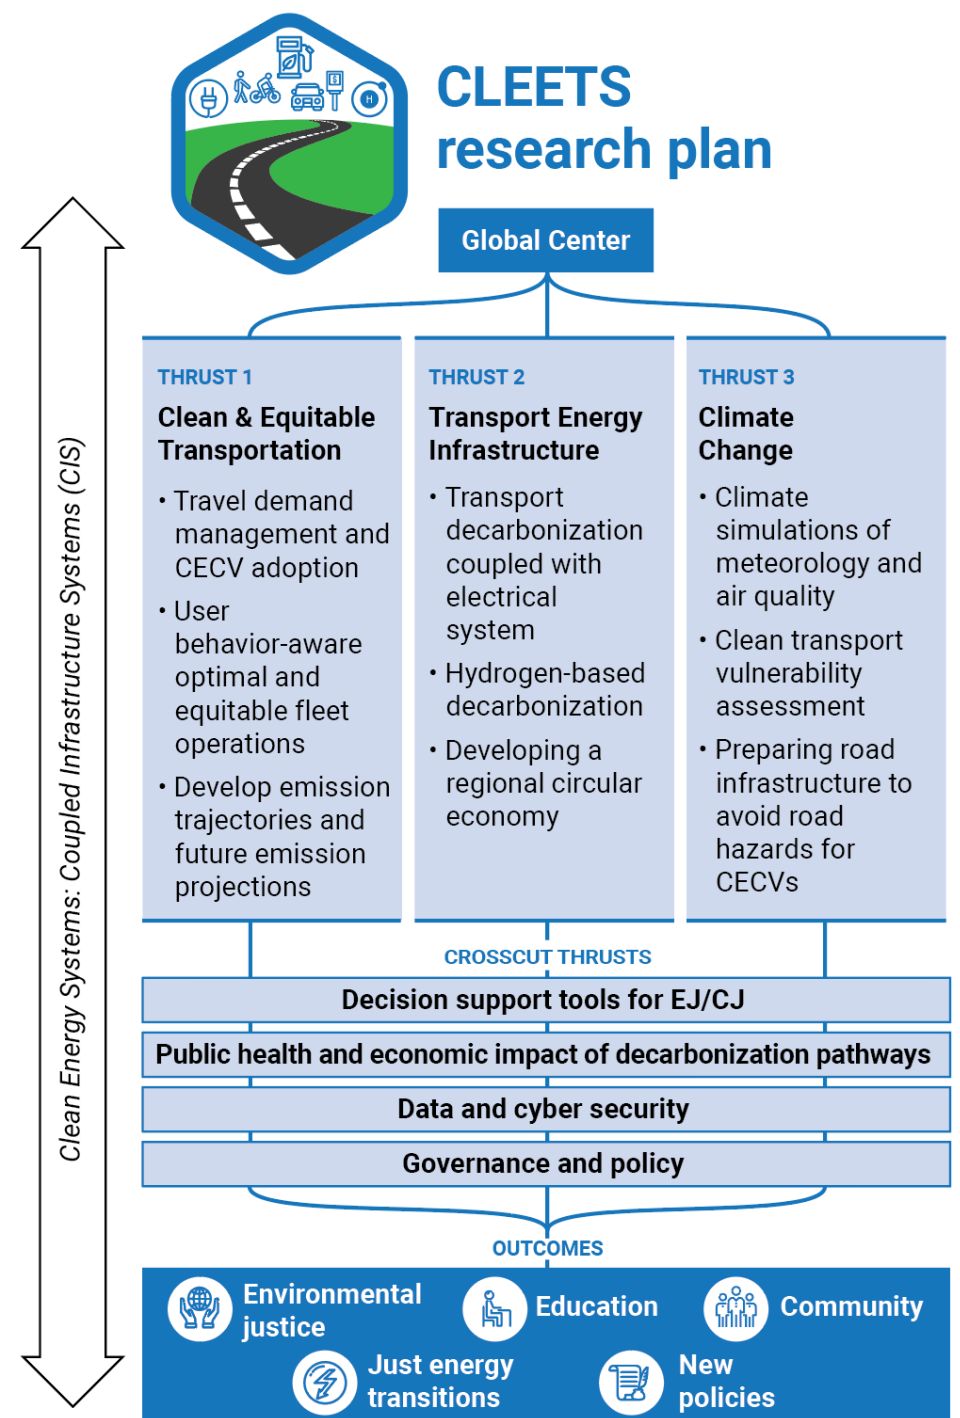 CLEETS
research plan
H
Global Center
Clean Energy Systems: Coupled Infrastructure Systems (CIS)
THRUST 1
Clean & Equitable
Transportation
• Travel demand
management and
CECV adoption
• User
behavior-aware
optimal and
equitable fleet
operations
• Develop emission
trajectories and
future emission
projections
THRUST 2
Transport Energy
Infrastructure
• Transport
decarbonization
coupled with
electrical
system
• Hydrogen-based
decarbonization
• Developing a
regional circular
economy
THRUST 3
Climate
Change
• Climate
simulations of
meteorology and
air quality
• Clean transport
vulnerability
assessment
• Preparing road
infrastructure to
avoid road
hazards for
CECVs
CROSSCUT THRUSTS
Decision support tools for EJ/CJ
Public health and economic impact of decarbonization pathways
Data and cyber security
Governance and policy
OUTCOMES
Environmental
justice
Education
Community
Just energy
transitions
New
policies